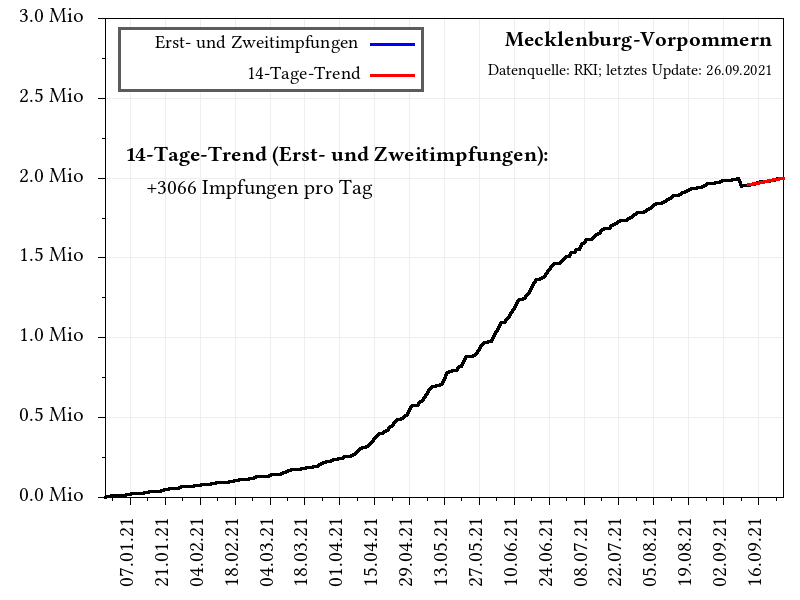 3.0 Mio
2.5 Mio
2.0 Mio
1.5 Mio
1.0 Mio
0.5 Mio
0.0 Mio
Erst- und Zweitimpfungen
14-Tage-Trend
Mecklenburg-Vorpommern
Datenquelle: RKI; letztes Update: 26.09.2021
14-Tage-Trend (Erst- und Zweitimpfungen):
+3066 Impfungen pro Tag
07.01.21
21.01.21
04.02.21
18.02.21
04.03.21
18.03.21
01.04.21
15.04.21
29.04.21
13.05.21
27.05.21
10.06.21
24.06.21
08.07.21
22.07.21
05.08.21
19.08.21
02.09.21
16.09.21